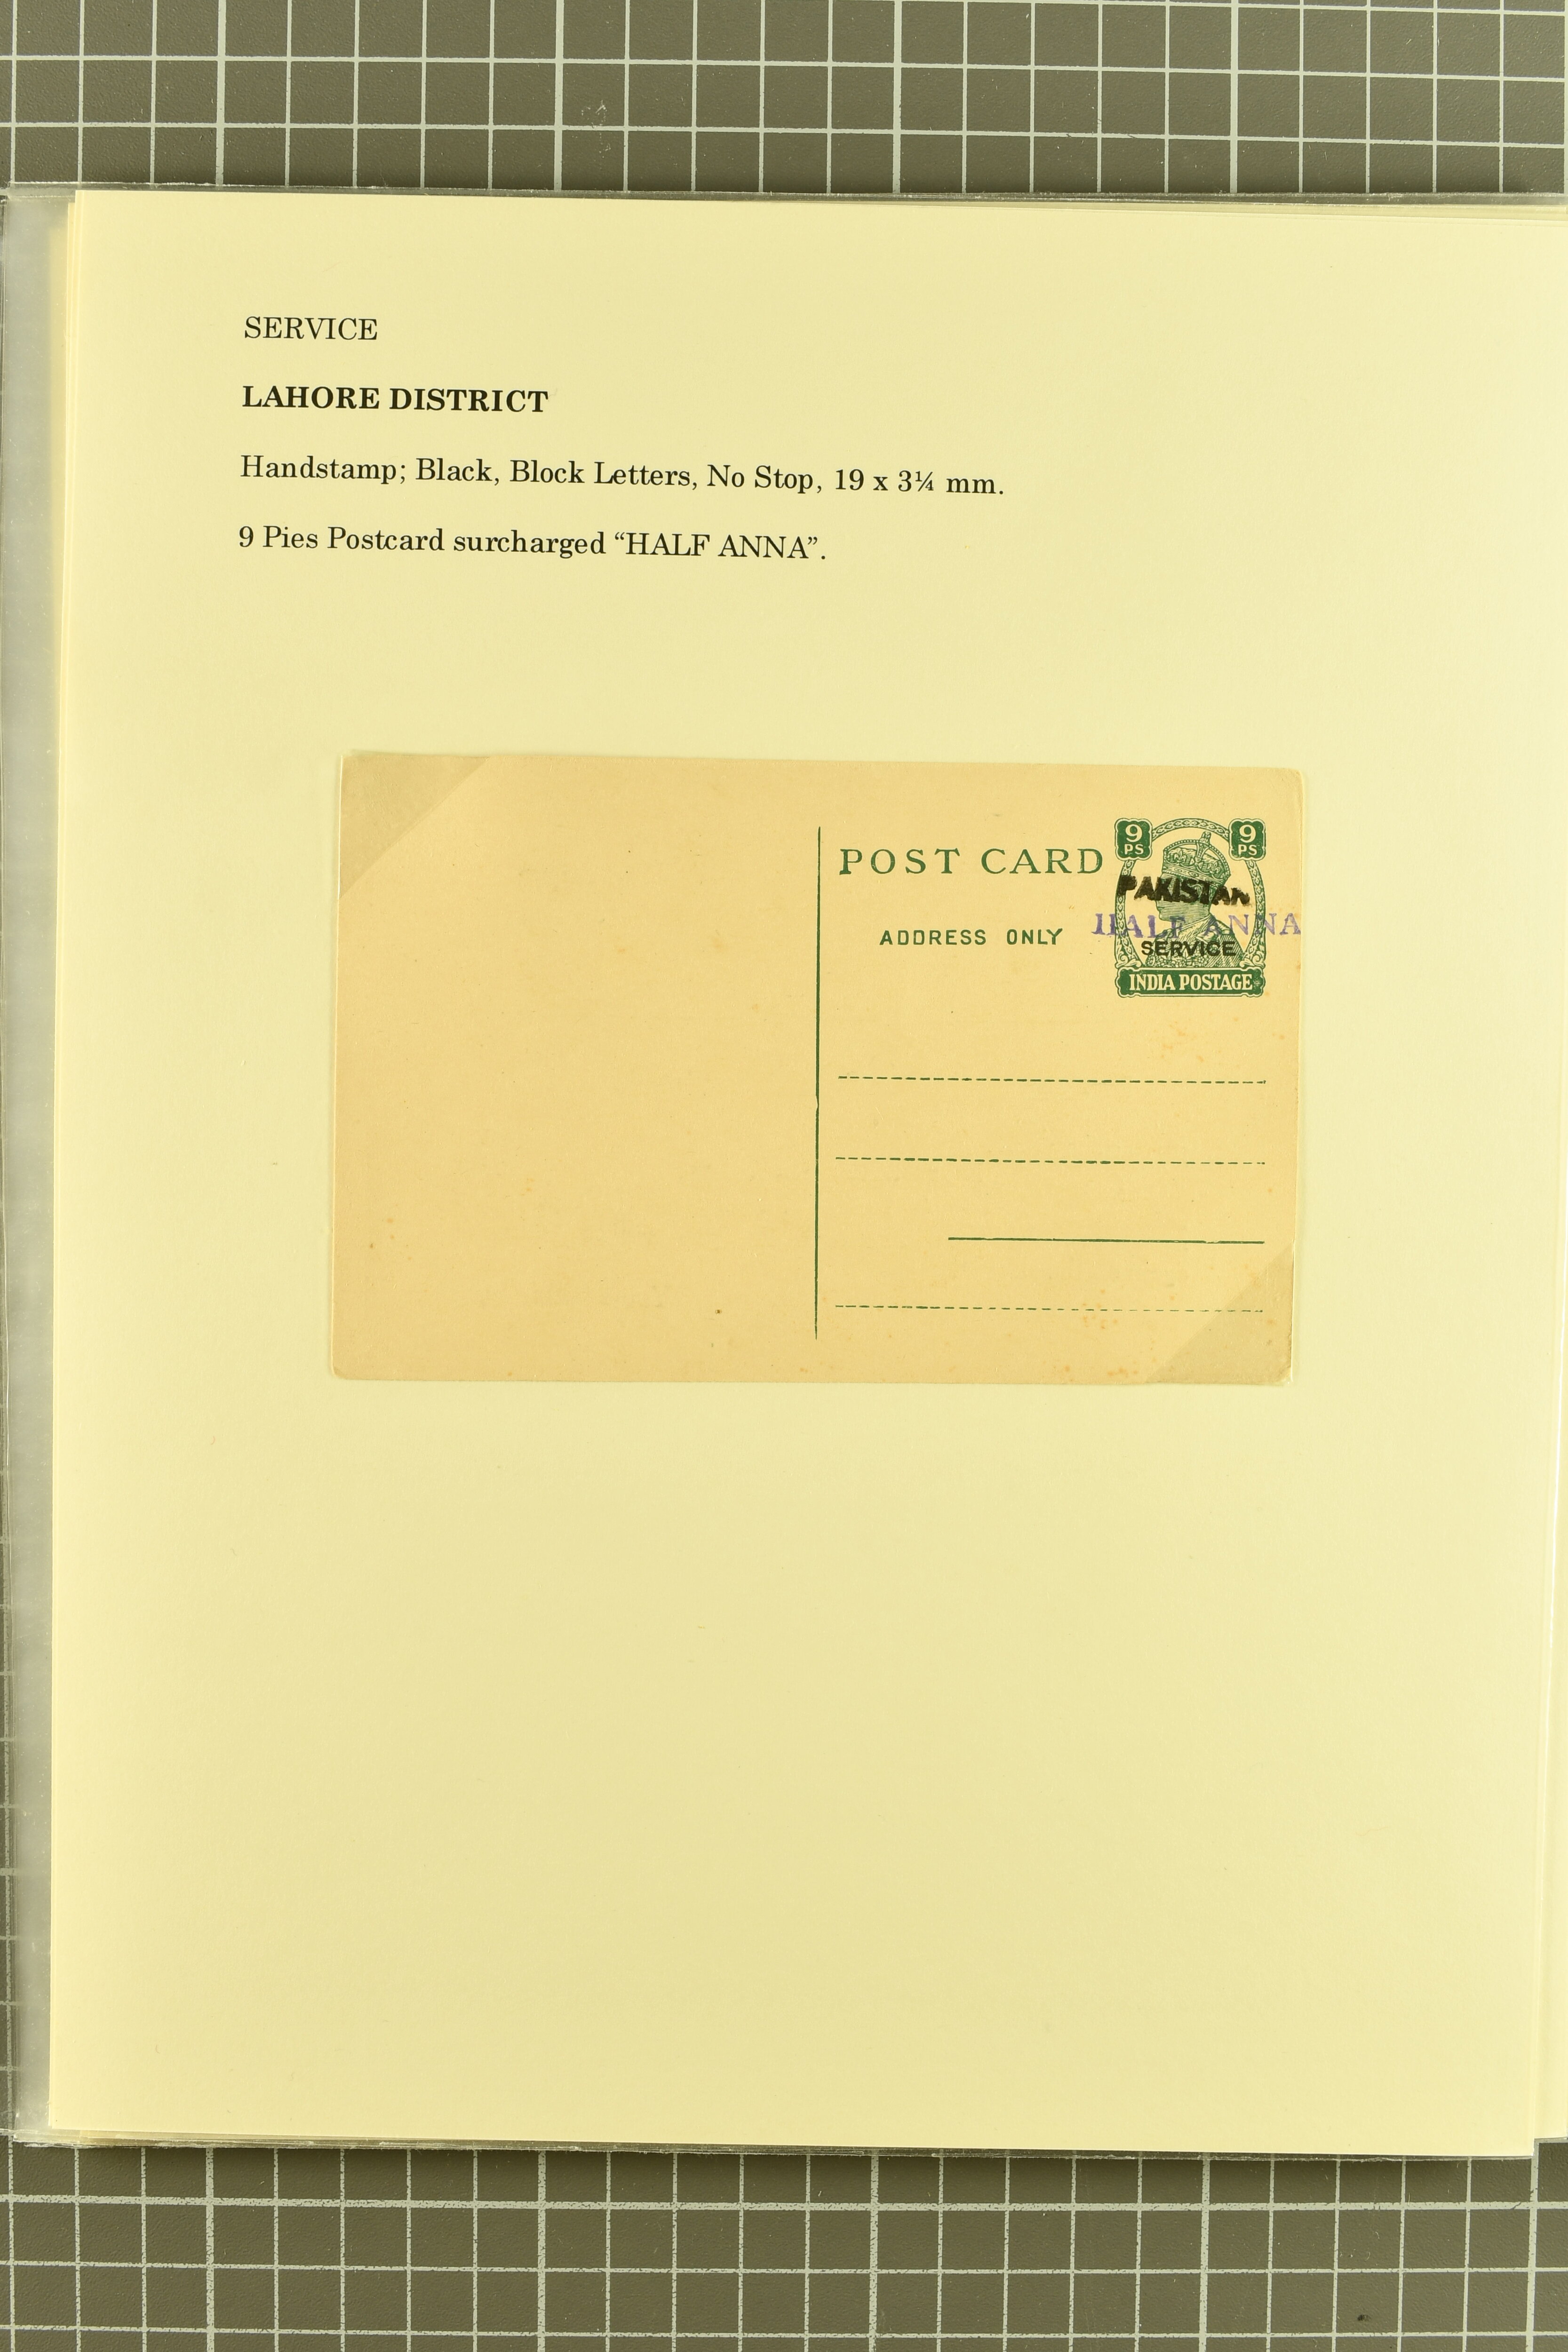 SERVICE
LAHORE DISTRICT
Handstamp; Black, Block Letters, No Stop, 19 x 3¼ mm.
9 Pies Postcard surcharged “HALF ANNA”.
POST CARD
ADDRESS ONLY
9 PS
9 PS
PAKISTAN
HALF ANNA
SERVICE
INDIA POSTAGE